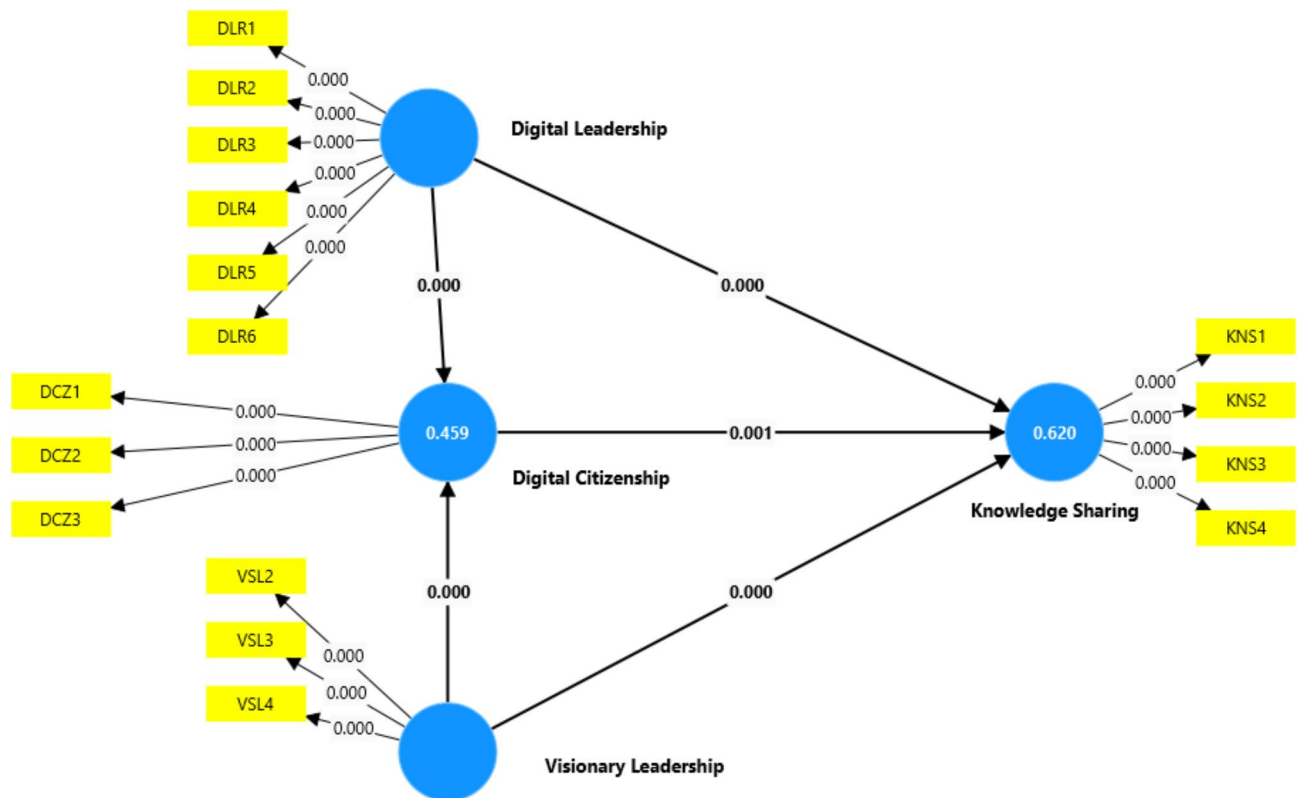 DLR1
0.000
DLR2
0.000
DLR3
0.000
DLR4
0.000
DLR5
0.000
DLR6
0.000
Digital Leadership
0.000
0.000
DCZ1
0.000
DCZ2
0.000
DCZ3
0.000
0.459
Digital Citizenship
0.001
0.620
Knowledge Sharing
KNS1
0.000
KNS2
0.000
KNS3
0.000
KNS4
0.000
VSL2
0.000
VSL3
0.000
VSL4
0.000
0.000
0.000
Visionary Leadership